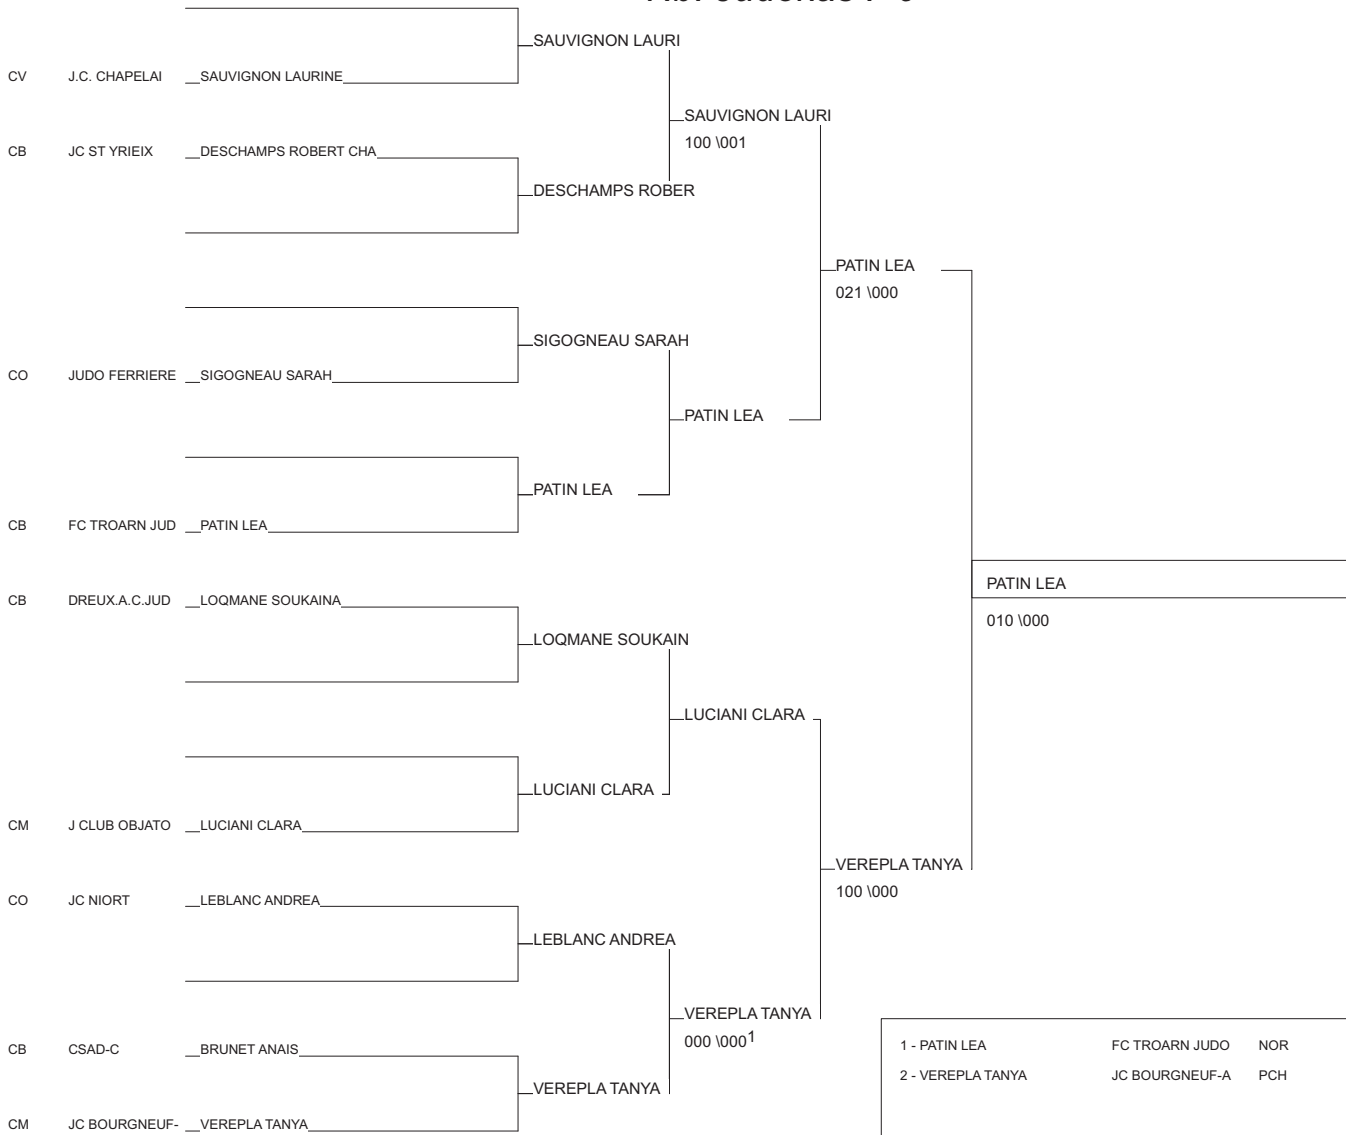 SAUVIGNON LAURI
CV J.C. CHAPELAI SAUVIGNON LAURINE
SAUVIGNON LAURI
100 \001
CB JC ST YRIEIX DESCHAMPS ROBERT CHA
DESCHAMPS ROBER
PATIN LEA
021 \000
SIGOGNEAU SARAH
CO JUDO FERRIERE SIGOGNEAU SARAH
PATIN LEA
PATIN LEA
CB FC TROARN JUD PATIN LEA
PATIN LEA
010 \000
CB DREUX.A.C.JUD LOQMANE SOUKAINA
LOQMANE SOUKAIN
LUCIANI CLARA
LUCIANI CLARA
CM J CLUB OBJATO LUCIANI CLARA
VEREPLA TANYA
100 \000
CO JC NIORT LEBLANC ANDREA
LEBLANC ANDREA
VEREPLA TANYA
000 \000¹
CB CSAD-C BRUNET ANAIS
VEREPLA TANYA
CM JC BOURGNEUF- VEREPLA TANYA
1 - PATIN LEA FC TROARN JUDO NOR
2 - VEREPLA TANYA JC BOURGNEUF-A PCH